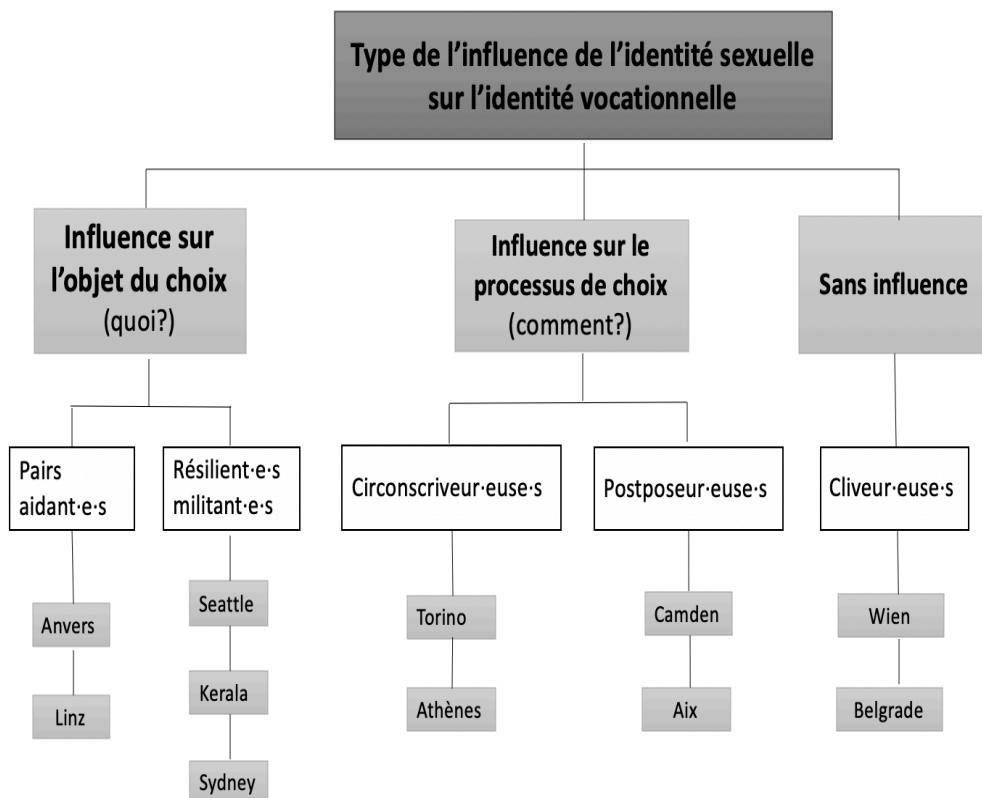 Type de l’influence de l’identité sexuelle
sur l’identité vocationnelle
Influence sur
l’objet du choix
(quoi?)
Influence sur le
processus de choix
(comment?)
Sans influence
Pairs
aidant·e·s
Résilient·e·s
militant·e·s
Circonscriveur·euse·s
Postposeur·euse·s
Cliveur·euse·s
Anvers
Linz
Seattle
Kerala
Sydney
Torino
Athènes
Camden
Aix
Wien
Belgrade